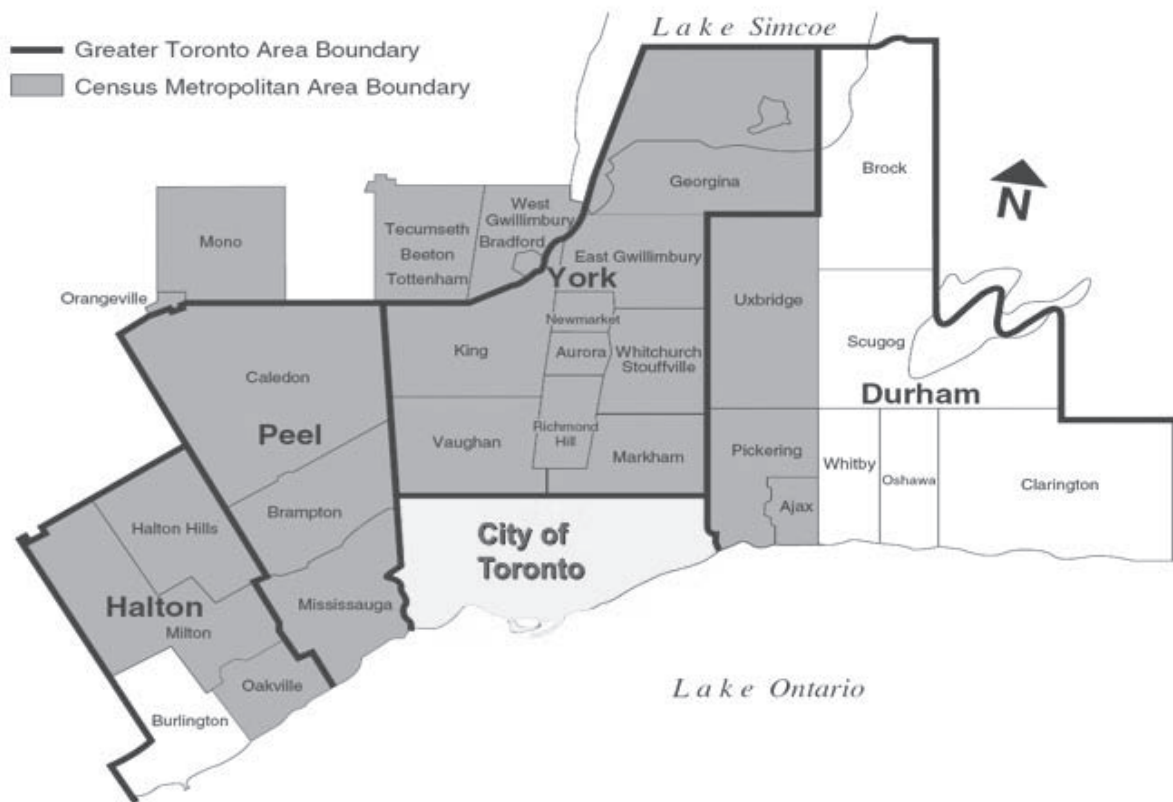 Lake Simcoe
Greater Toronto Area Boundary
Census Metropolitan Area Boundary
Brock
Georgina
N
West
Gwillimbury
Bradford
Tecumseth
Beeton
Tottenham
Mono
East Gwillimbury
York
Orangeville
Uxbridge
Newmarket
Scugog
King
Aurora
Whitchurch
Stouffville
Caledon
Durham
Peel
Richmond
Hill
Vaughan
Markham
Pickering
Whitby
Oshawa
Clarington
Ajax
Brampton
Halton Hills
City of
Toronto
Mississauga
Halton
Milton
Oakville
Lake Ontario
Burlington